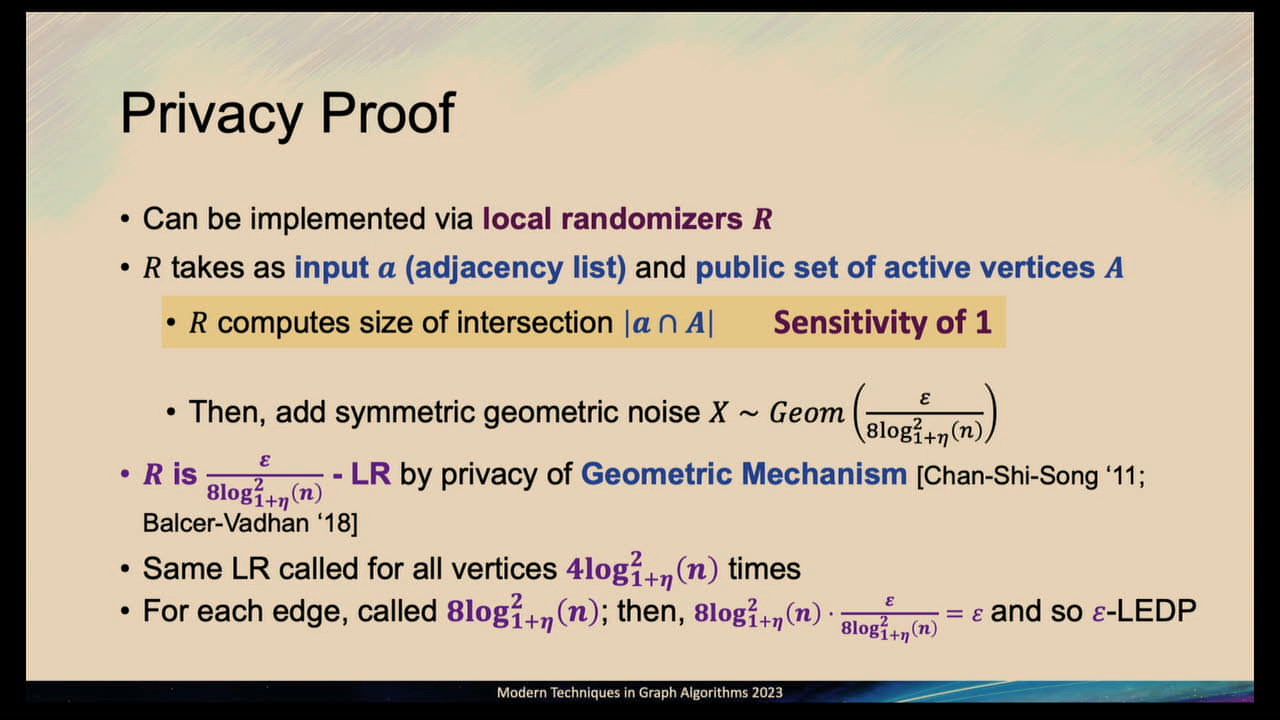 Privacy Proof
• Can be implemented via local randomizers R
• R takes as input a (adjacency list) and public set of active vertices A
• R computes size of intersection |a ∩ A| Sensitivity of 1
• Then, add symmetric geometric noise X ~ Geom (ε / 8log²₁₊η(n))
• R is ε / 8log²₁₊η(n) - LR by privacy of Geometric Mechanism [Chan-Shi-Song ‘11;
Balcer-Vadhan ‘18]
• Same LR called for all vertices 4log²₁₊η(n) times
• For each edge, called 8log²₁₊η(n); then, 8log²₁₊η(n) · ε / 8log²₁₊η(n) = ε and so ε-LEDP
Modern Techniques in Graph Algorithms 2023